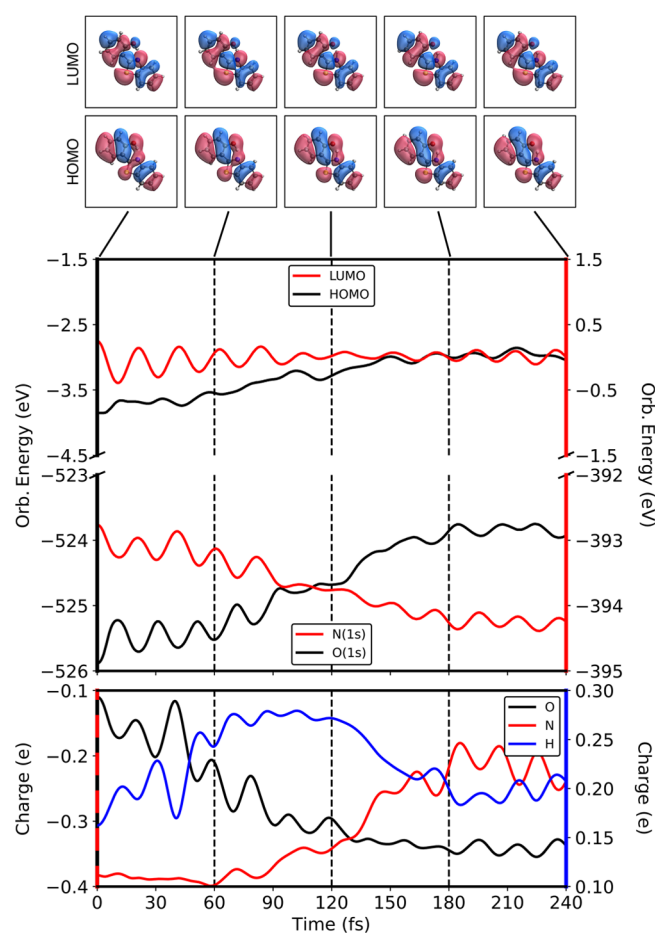 LUMO
HOMO
−1.5 1.5
LUMO
HOMO
−2.5 0.5
−3.5 −0.5
−4.5 −1.5
Orb. Energy (eV)
Orb. Energy (eV)
−523 −392
−524 −393
−525 −394
N(1s)
O(1s)
−526 −395
−0.1 0.30
O
N
H
0.25
−0.2
0.20
−0.3
0.15
−0.4 0.10
Charge (e)
Charge (e)
0 30 60 90 120 150 180 210 240
Time (fs)